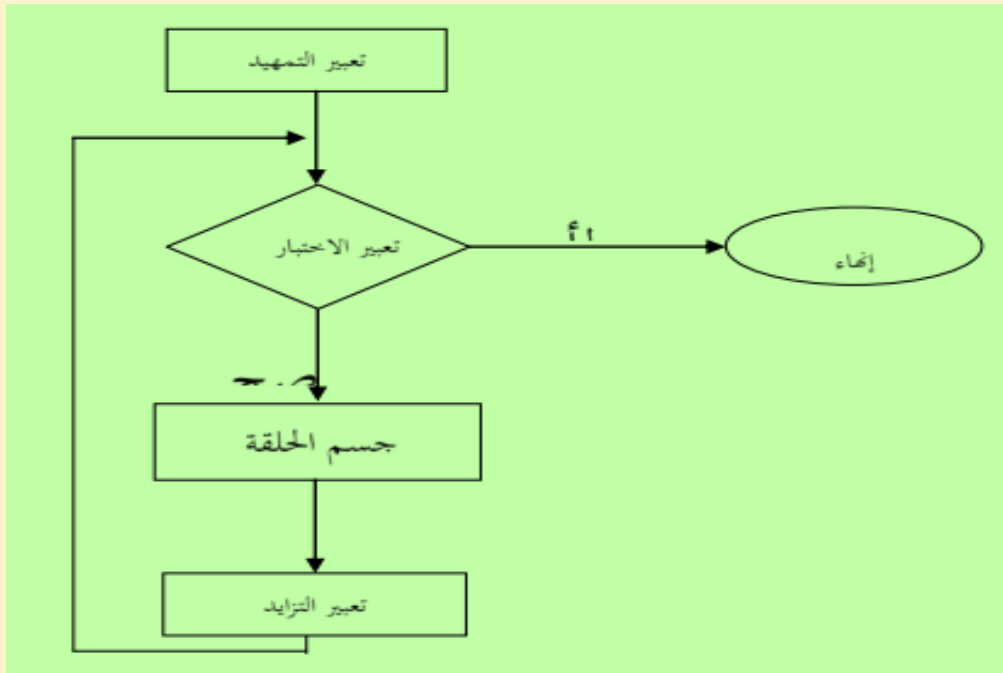 تعبير التمهيد
تعبير الاختبار
إنهاء
جسم الحلقة
تعبير التزايد